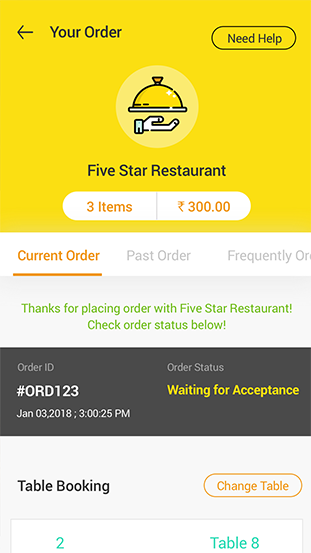 Your Order
Need Help
Five Star Restaurant
3 Items
₹ 300.00
Current Order
Past Order
Frequently Or
Thanks for placing order with Five Star Restaurant!
Check order status below!
Order ID
Order Status
#ORD123
Waiting for Acceptance
Jan 03,2018 ; 3:00:25 PM
Table Booking
Change Table
2
Table 8